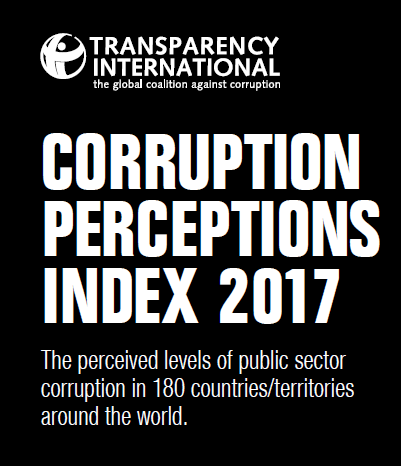 TRANSPARENCY
INTERNATIONAL
the global coalition against corruption
CORRUPTION
PERCEPTIONS
INDEX 2017
The perceived levels of public sector
corruption in 180 countries/territories
around the world.